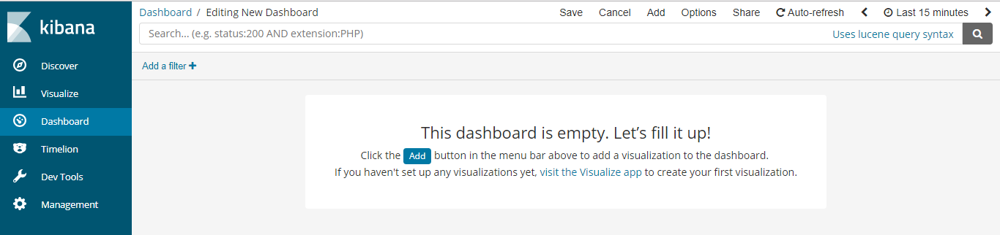 kibana
Discover
Visualize
Dashboard
Timelion
Dev Tools
Management
Dashboard / Editing New Dashboard
Save Cancel Add Options Share Auto-refresh Last 15 minutes
Search... (e.g. status:200 AND extension:PHP) Uses lucene query syntax
Add a filter +
This dashboard is empty. Let’s fill it up!
Click the Add button in the menu bar above to add a visualization to the dashboard.
If you haven't set up any visualizations yet, visit the Visualize app to create your first visualization.